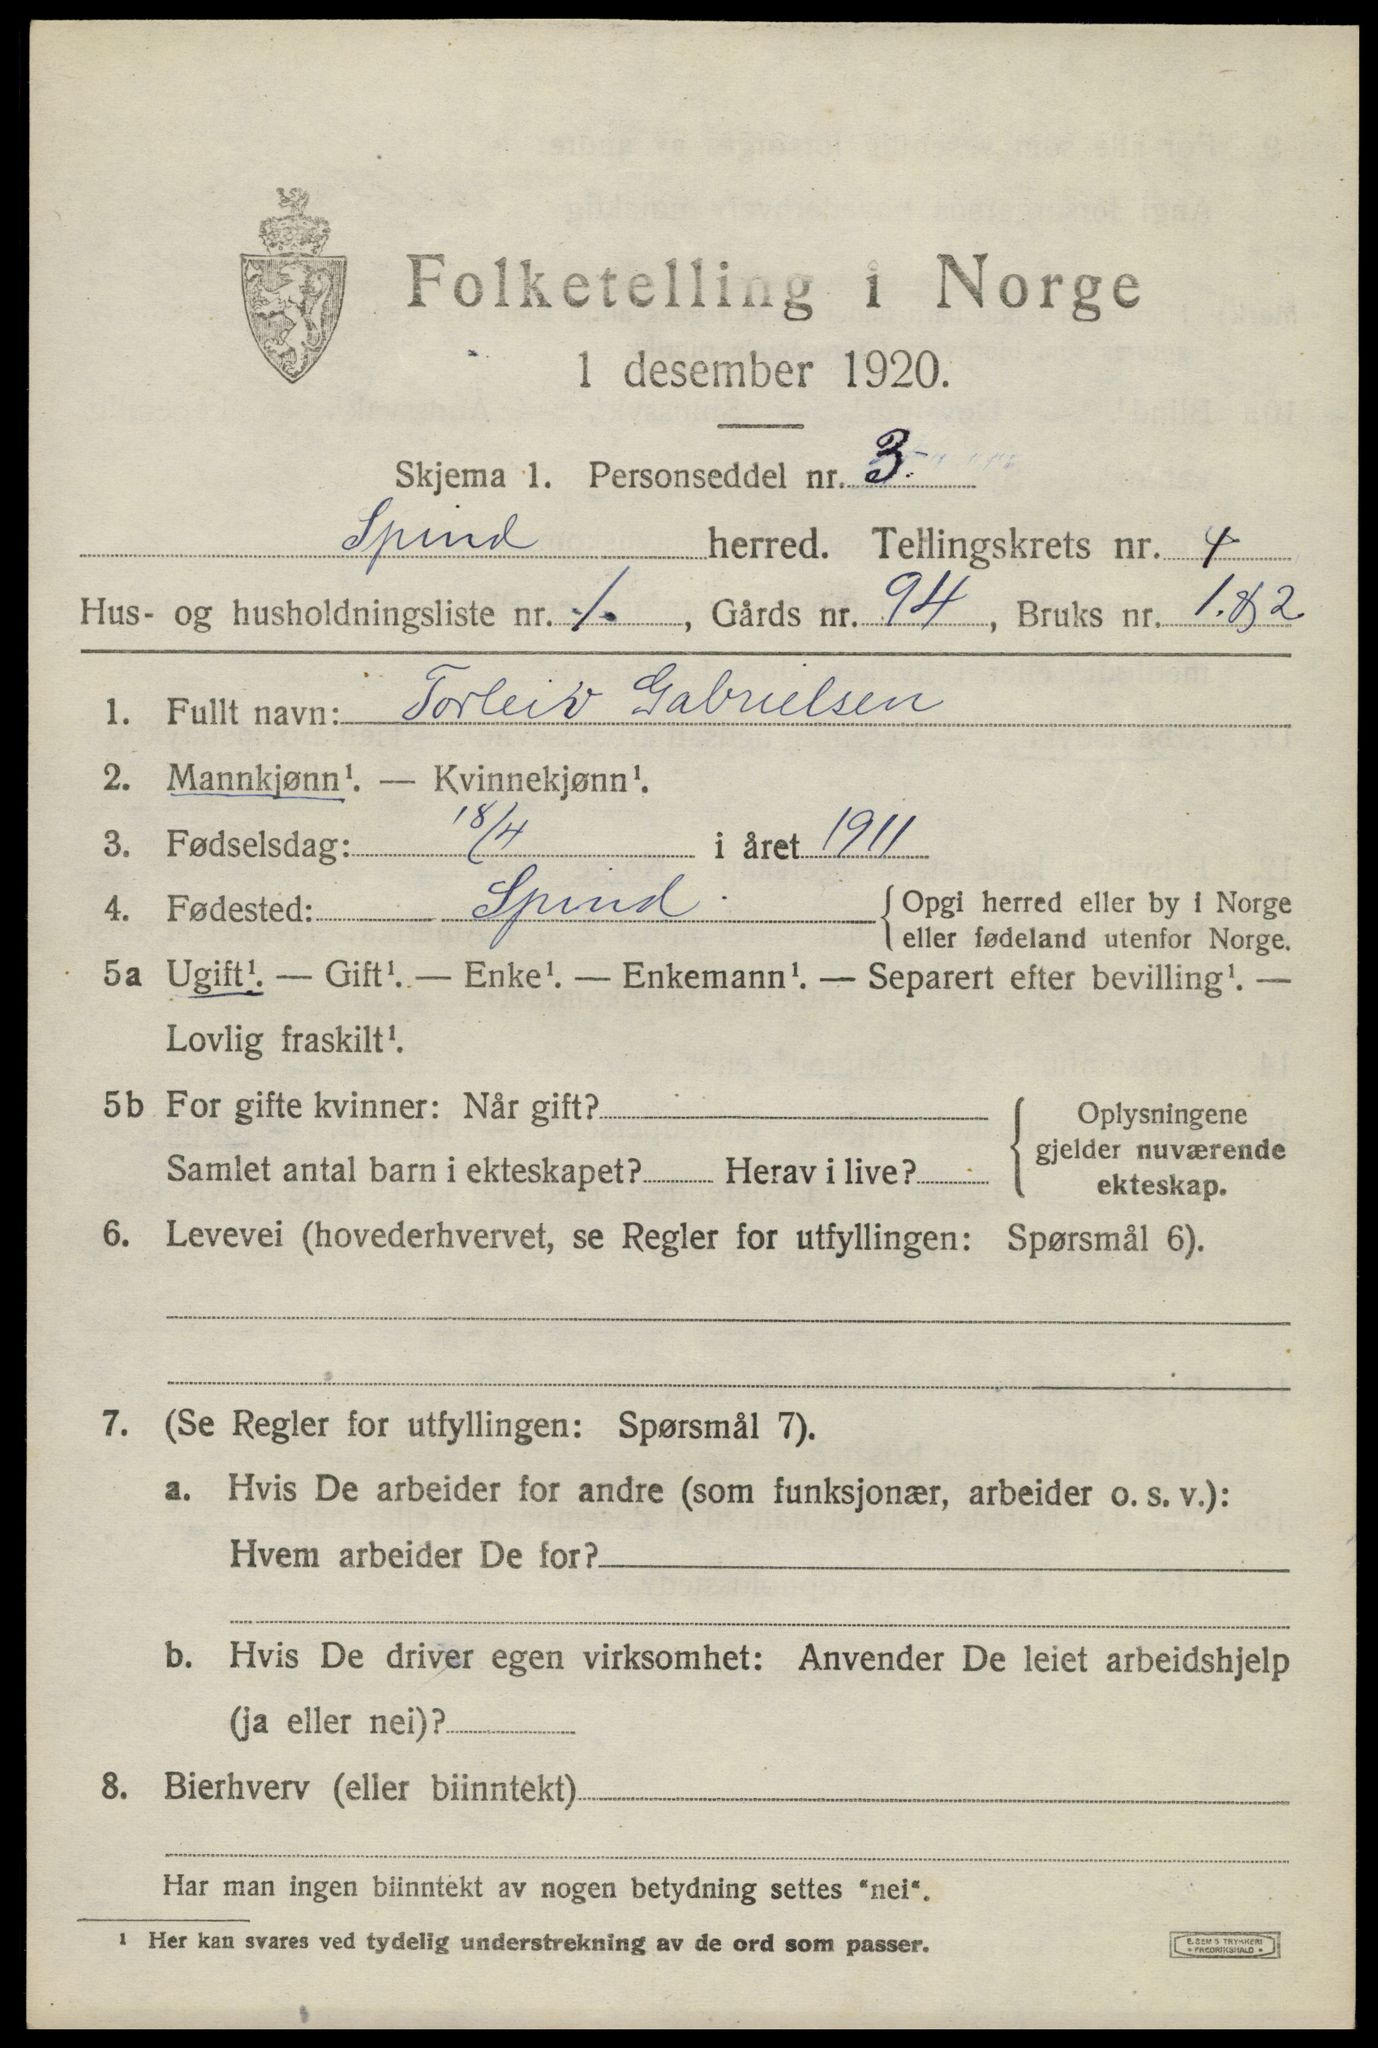 Folketelling i Norge
1 desember 1920.
Skjema 1. Personseddel nr. 3.
Spind herred. Tellingskrets nr. 4
Hus- og husholdningsliste nr. 1. , Gårds nr. 94 , Bruks nr. 1. & 2
1. Fullt navn: Torleiv Gabrielsen
2. Mannkjønn¹. — Kvinnekjønn¹.
3. Fødselsdag: 18/4 i året 1911
4. Fødested: Spind { Opgi herred eller by i Norge
eller fødeland utenfor Norge.
5a Ugift¹. — Gift¹. — Enke¹. — Enkemann¹. — Separert efter bevilling¹. —
Lovlig fraskilt¹.
5b For gifte kvinner: Når gift?
Samlet antal barn i ekteskapet? Herav i live?
{ Oplysningene
gjelder nuværende
ekteskap.
6. Levevei (hovederhvervet, se Regler for utfyllingen: Spørsmål 6).
7. (Se Regler for utfyllingen: Spørsmål 7).
a. Hvis De arbeider for andre (som funksjonær, arbeider o. s. v.):
Hvem arbeider De for?
b. Hvis De driver egen virksomhet: Anvender De leiet arbeidshjelp
(ja eller nei)?
8. Bierhverv (eller biinntekt)
Har man ingen biinntekt av nogen betydning settes "nei".
¹ Her kan svares ved tydelig understrekning av de ord som passer.
E. SEM'S TRYKKERI
• FREDRIKSHALD •